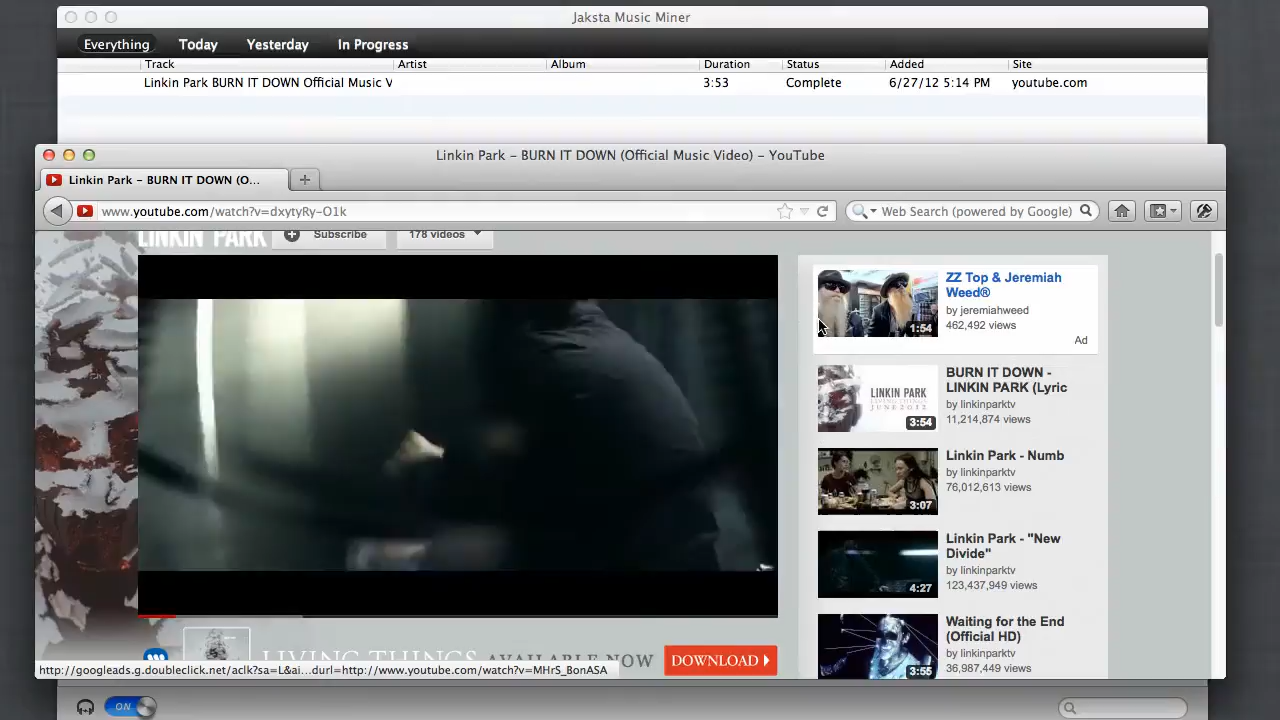 Jaksta Music Miner
Everything Today Yesterday In Progress
Track Artist Album Duration Status Added Site
Linkin Park BURN IT DOWN Official Music V 3:53 Complete 6/27/12 5:14 PM youtube.com
Linkin Park – BURN IT DOWN (Official Music Video) – YouTube
Linkin Park – BURN IT DOWN (O...
www.youtube.com/watch?v=dxytyRy-O1k
Web Search (powered by Google)
LINKIN PARK Subscribe 178 videos
ZZ Top & Jeremiah
Weed®
by jeremiahweed
462,492 views
1:54
Ad
BURN IT DOWN -
LINKIN PARK (Lyric
by linkinparktv
11,214,874 views
LINKIN PARK
LIVING THINGS
JUNE 2012
3:54
Linkin Park - Numb
by linkinparktv
76,012,613 views
3:07
Linkin Park - "New
Divide"
by linkinparktv
123,437,949 views
4:27
Waiting for the End
(Official HD)
by linkinparktv
36,987,449 views
3:55
LIVING THINGS AVAILABLE NOW DOWNLOAD
http://googleads.g.doubleclick.net/aclk?sa=L&ai...durl=http://www.youtube.com/watch?v=MHrS_BonASA
ON